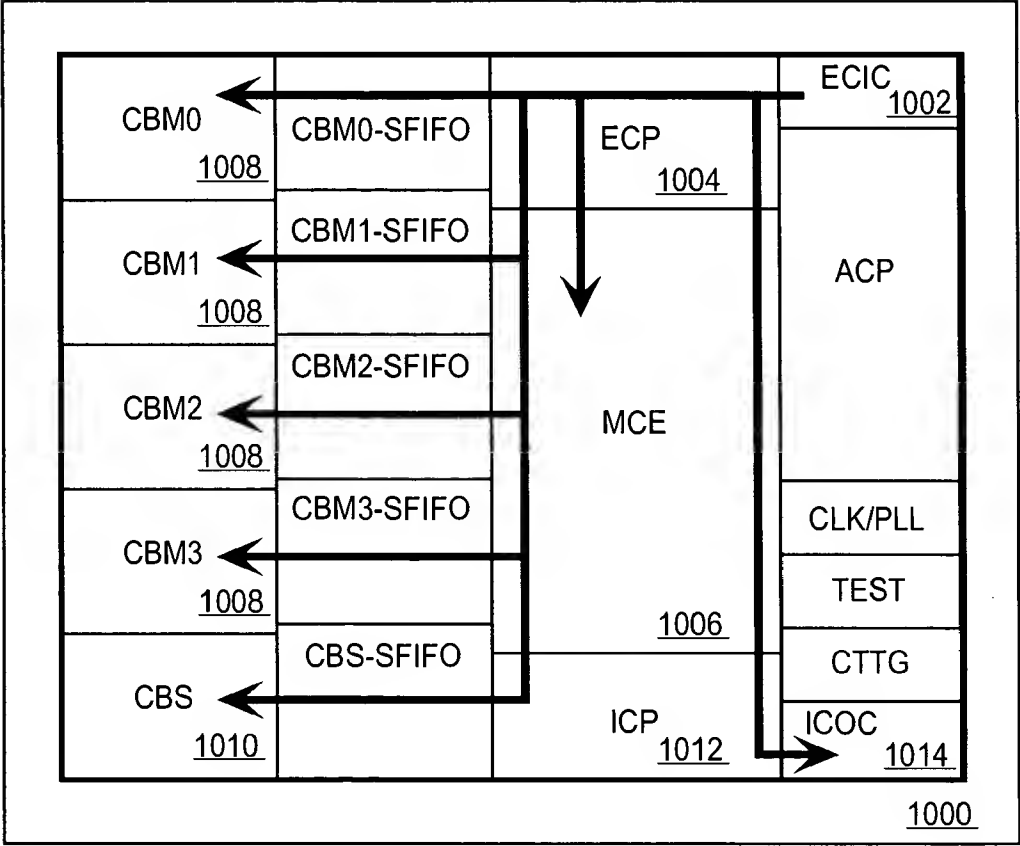 CBM0
1008
CBM1
1008
CBM2
1008
CBM3
1008
CBS
1010
CBM0-SFIFO
CBM1-SFIFO
CBM2-SFIFO
CBM3-SFIFO
CBS-SFIFO
ECP
1004
MCE
1006
ICP
1012
ECIC
1002
ACP
CLK/PLL
TEST
CTTG
ICOC
1014
1000